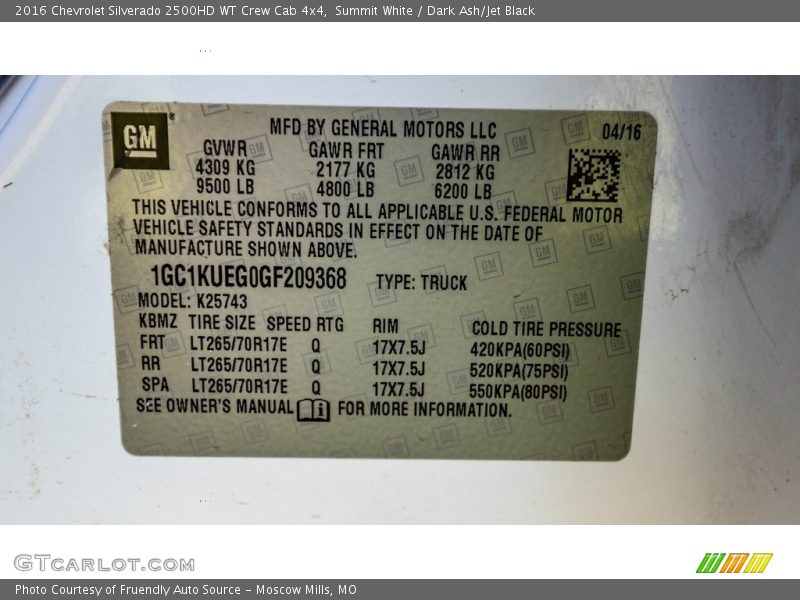 2016 Chevrolet Silverado 2500HD WT Crew Cab 4x4, Summit White / Dark Ash/Jet Black
GM
MFD BY GENERAL MOTORS LLC 04/16
GVWR GAWR FRT GAWR RR
4309 KG 2177 KG 2812 KG
9500 LB 4800 LB 6200 LB
THIS VEHICLE CONFORMS TO ALL APPLICABLE U.S. FEDERAL MOTOR
VEHICLE SAFETY STANDARDS IN EFFECT ON THE DATE OF
MANUFACTURE SHOWN ABOVE.
1GC1KUEG0GF209368 TYPE: TRUCK
MODEL: K25743
KBMZ TIRE SIZE SPEED RTG RIM COLD TIRE PRESSURE
FRT LT265/70R17E Q 17X7.5J 420KPA(60PSI)
RR LT265/70R17E Q 17X7.5J 520KPA(75PSI)
SPA LT265/70R17E Q 17X7.5J 550KPA(80PSI)
SEE OWNER'S MANUAL FOR MORE INFORMATION.
GTCARLOT.COM
Photo Courtesy of Fruendly Auto Source – Moscow Mills, MO